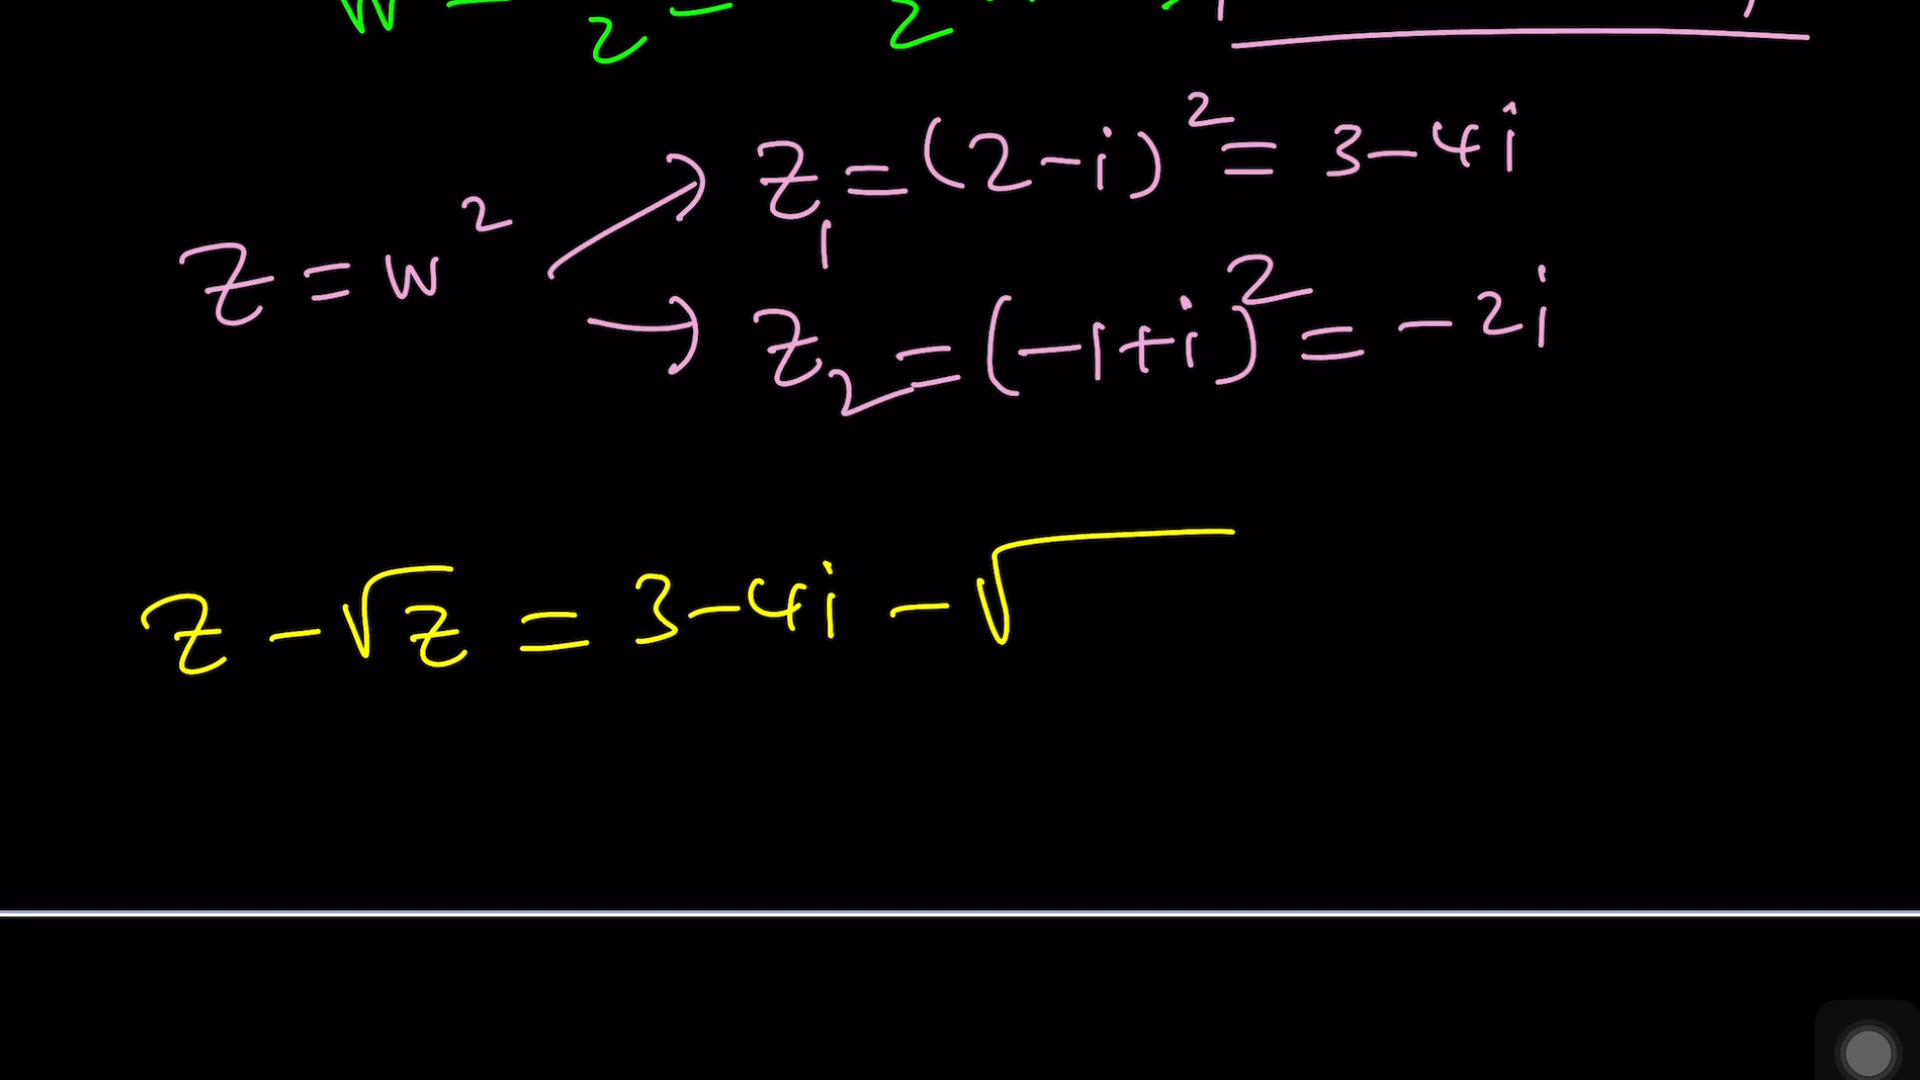 z₁ = (2-i)² = 3-4i
z = w²
z₂ = (-1+i)² = -2i
z - √z = 3-4i - √